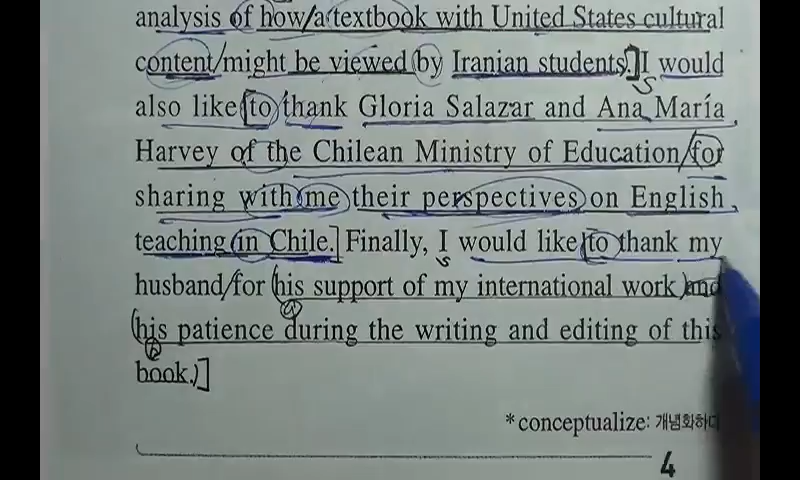 analysis of how/a textbook with United States cultural
content/might be viewed by Iranian students.] I would
S
also like [to thank Gloria Salazar and Ana María
Harvey of the Chilean Ministry of Education/for
sharing with me their perspectives on English
teaching in Chile.] Finally, I would like [to thank my
S
husband/for (his support of my international work) and
(his patience during the writing and editing of this
book.)]
*conceptualize: 개념화하다
4